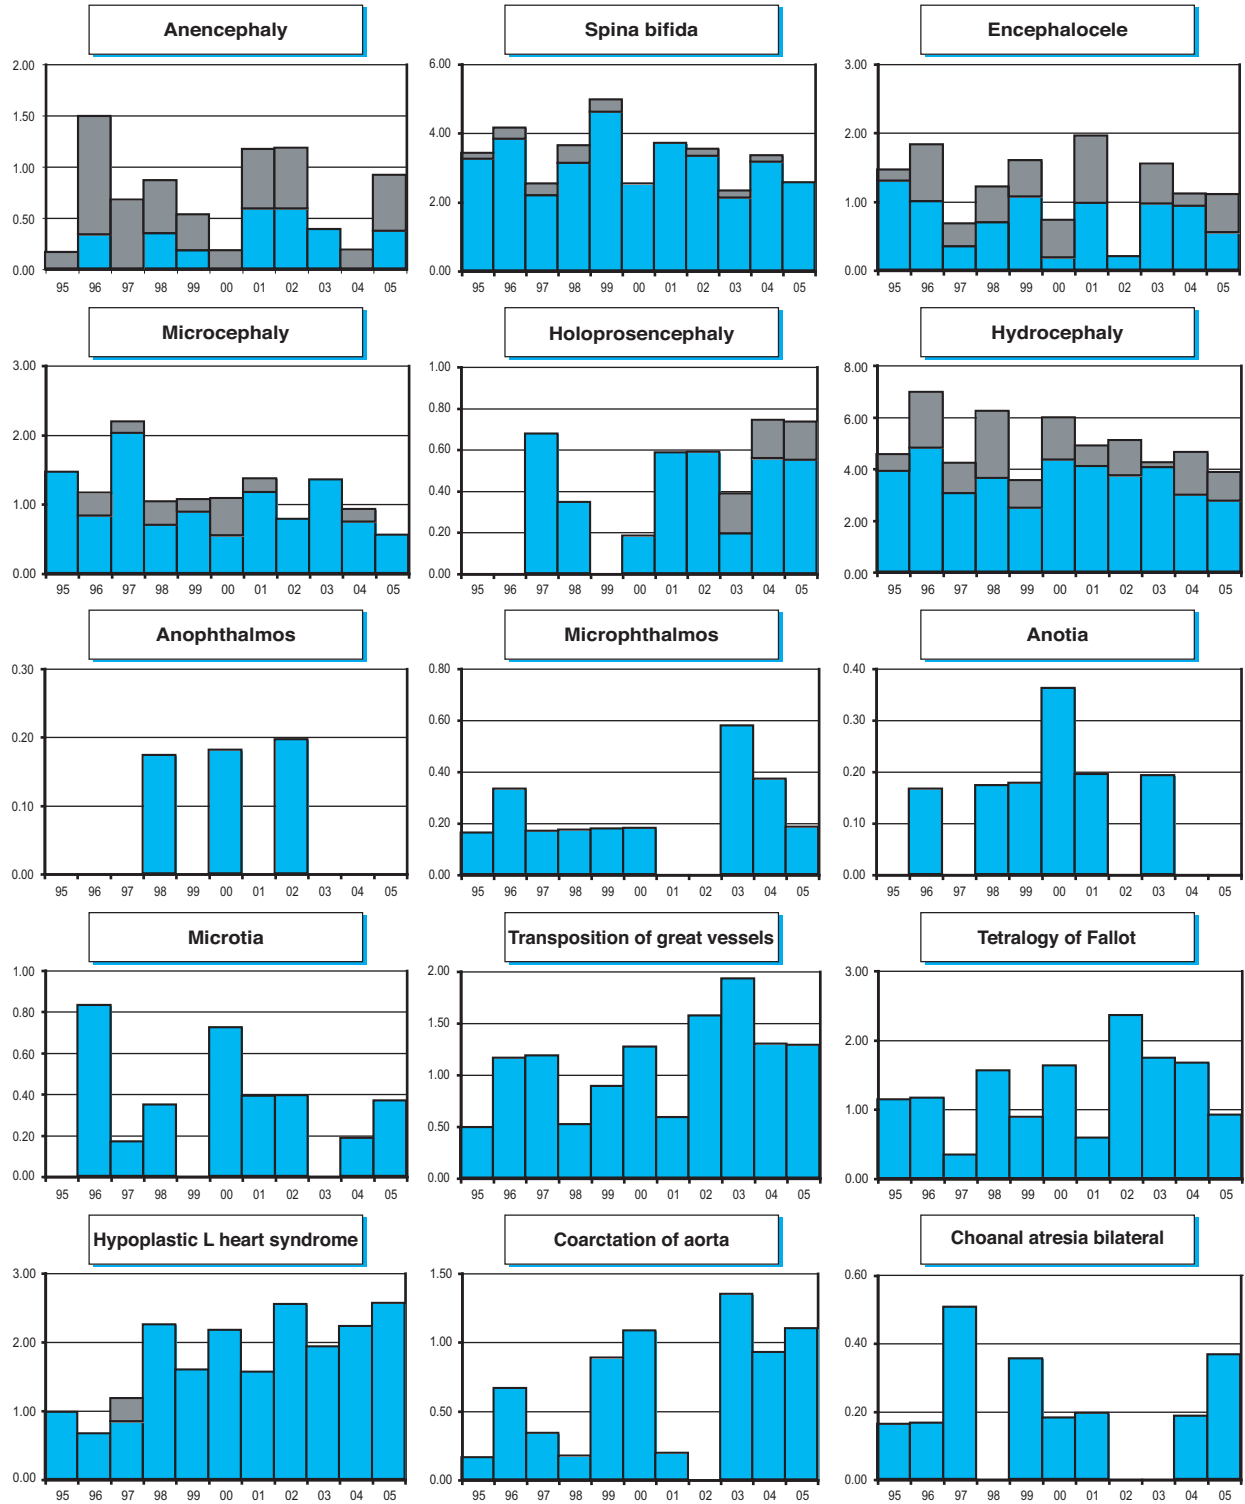 Anencephaly
2.00
1.50
1.00
0.50
0.00
95 96 97 98 99 00 01 02 03 04 05
Spina bifida
6.00
4.00
2.00
0.00
95 96 97 98 99 00 01 02 03 04 05
Encephalocele
3.00
2.00
1.00
0.00
95 96 97 98 99 00 01 02 03 04 05
Microcephaly
3.00
2.00
1.00
0.00
95 96 97 98 99 00 01 02 03 04 05
Holoprosencephaly
1.00
0.80
0.60
0.40
0.20
0.00
95 96 97 98 99 00 01 02 03 04 05
Hydrocephaly
8.00
6.00
4.00
2.00
0.00
95 96 97 98 99 00 01 02 03 04 05
Anophthalmos
0.30
0.20
0.10
0.00
95 96 97 98 99 00 01 02 03 04 05
Microphthalmos
0.80
0.60
0.40
0.20
0.00
95 96 97 98 99 00 01 02 03 04 05
Anotia
0.40
0.30
0.20
0.10
0.00
95 96 97 98 99 00 01 02 03 04 05
Microtia
1.00
0.80
0.60
0.40
0.20
0.00
95 96 97 98 99 00 01 02 03 04 05
Transposition of great vessels
2.00
1.50
1.00
0.50
0.00
95 96 97 98 99 00 01 02 03 04 05
Tetralogy of Fallot
3.00
2.00
1.00
0.00
95 96 97 98 99 00 01 02 03 04 05
Hypoplastic L heart syndrome
3.00
2.00
1.00
0.00
95 96 97 98 99 00 01 02 03 04 05
Coarctation of aorta
1.50
1.00
0.50
0.00
95 96 97 98 99 00 01 02 03 04 05
Choanal atresia bilateral
0.60
0.40
0.20
0.00
95 96 97 98 99 00 01 02 03 04 05